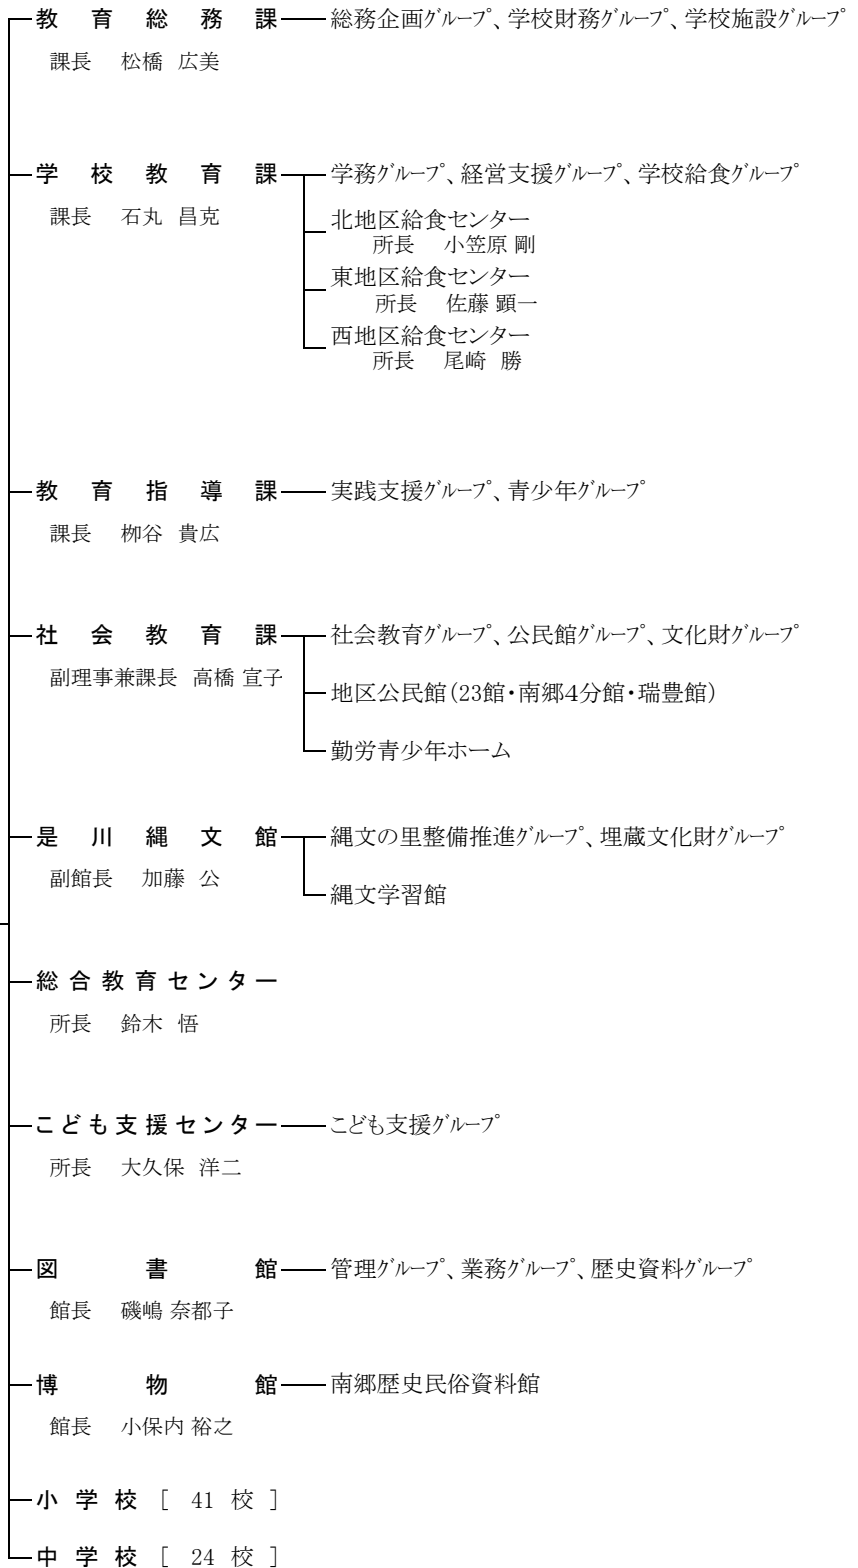 教育総務課 総務企画グループ、学校財務グループ、学校施設グループ
課長 松橋 広美
学校教育課 学務グループ、経営支援グループ、学校給食グループ
課長 石丸 昌克
北地区給食センター
所長 小笠原 剛
東地区給食センター
所長 佐藤 顕一
西地区給食センター
所長 尾崎 勝
教育指導課 実践支援グループ、青少年グループ
課長 栁谷 貴広
社会教育課 社会教育グループ、公民館グループ、文化財グループ
副理事兼課長 高橋 宣子
地区公民館(23館・南郷4分館・瑞豊館)
勤労青少年ホーム
是川縄文館 縄文の里整備推進グループ、埋蔵文化財グループ
副館長 加藤 公
縄文学習館
総合教育センター
所長 鈴木 悟
こども支援センター こども支援グループ
所長 大久保 洋二
図書館 管理グループ、業務グループ、歴史資料グループ
館長 磯嶋 奈都子
博物館 南郷歴史民俗資料館
館長 小保内 裕之
小学校 [ 41 校 ]
中学校 [ 24 校 ]